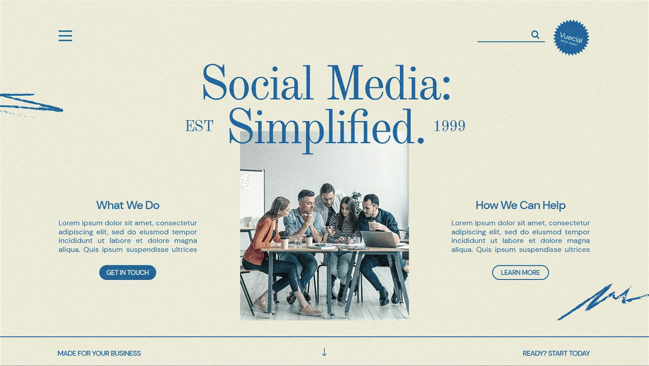 Vuecial
Social Media:
EST Simplified. 1999
What We Do
Lorem ipsum dolor sit amet, consectetur
adipiscing elit, sed do eiusmod tempor
incididunt ut labore et dolore magna
aliqua. Quis ipsum suspendisse ultrices
GET IN TOUCH
How We Can Help
Lorem ipsum dolor sit amet, consectetur
adipiscing elit, sed do eiusmod tempor
incididunt ut labore et dolore magna
aliqua. Quis ipsum suspendisse ultrices
LEARN MORE
MADE FOR YOUR BUSINESS
READY? START TODAY